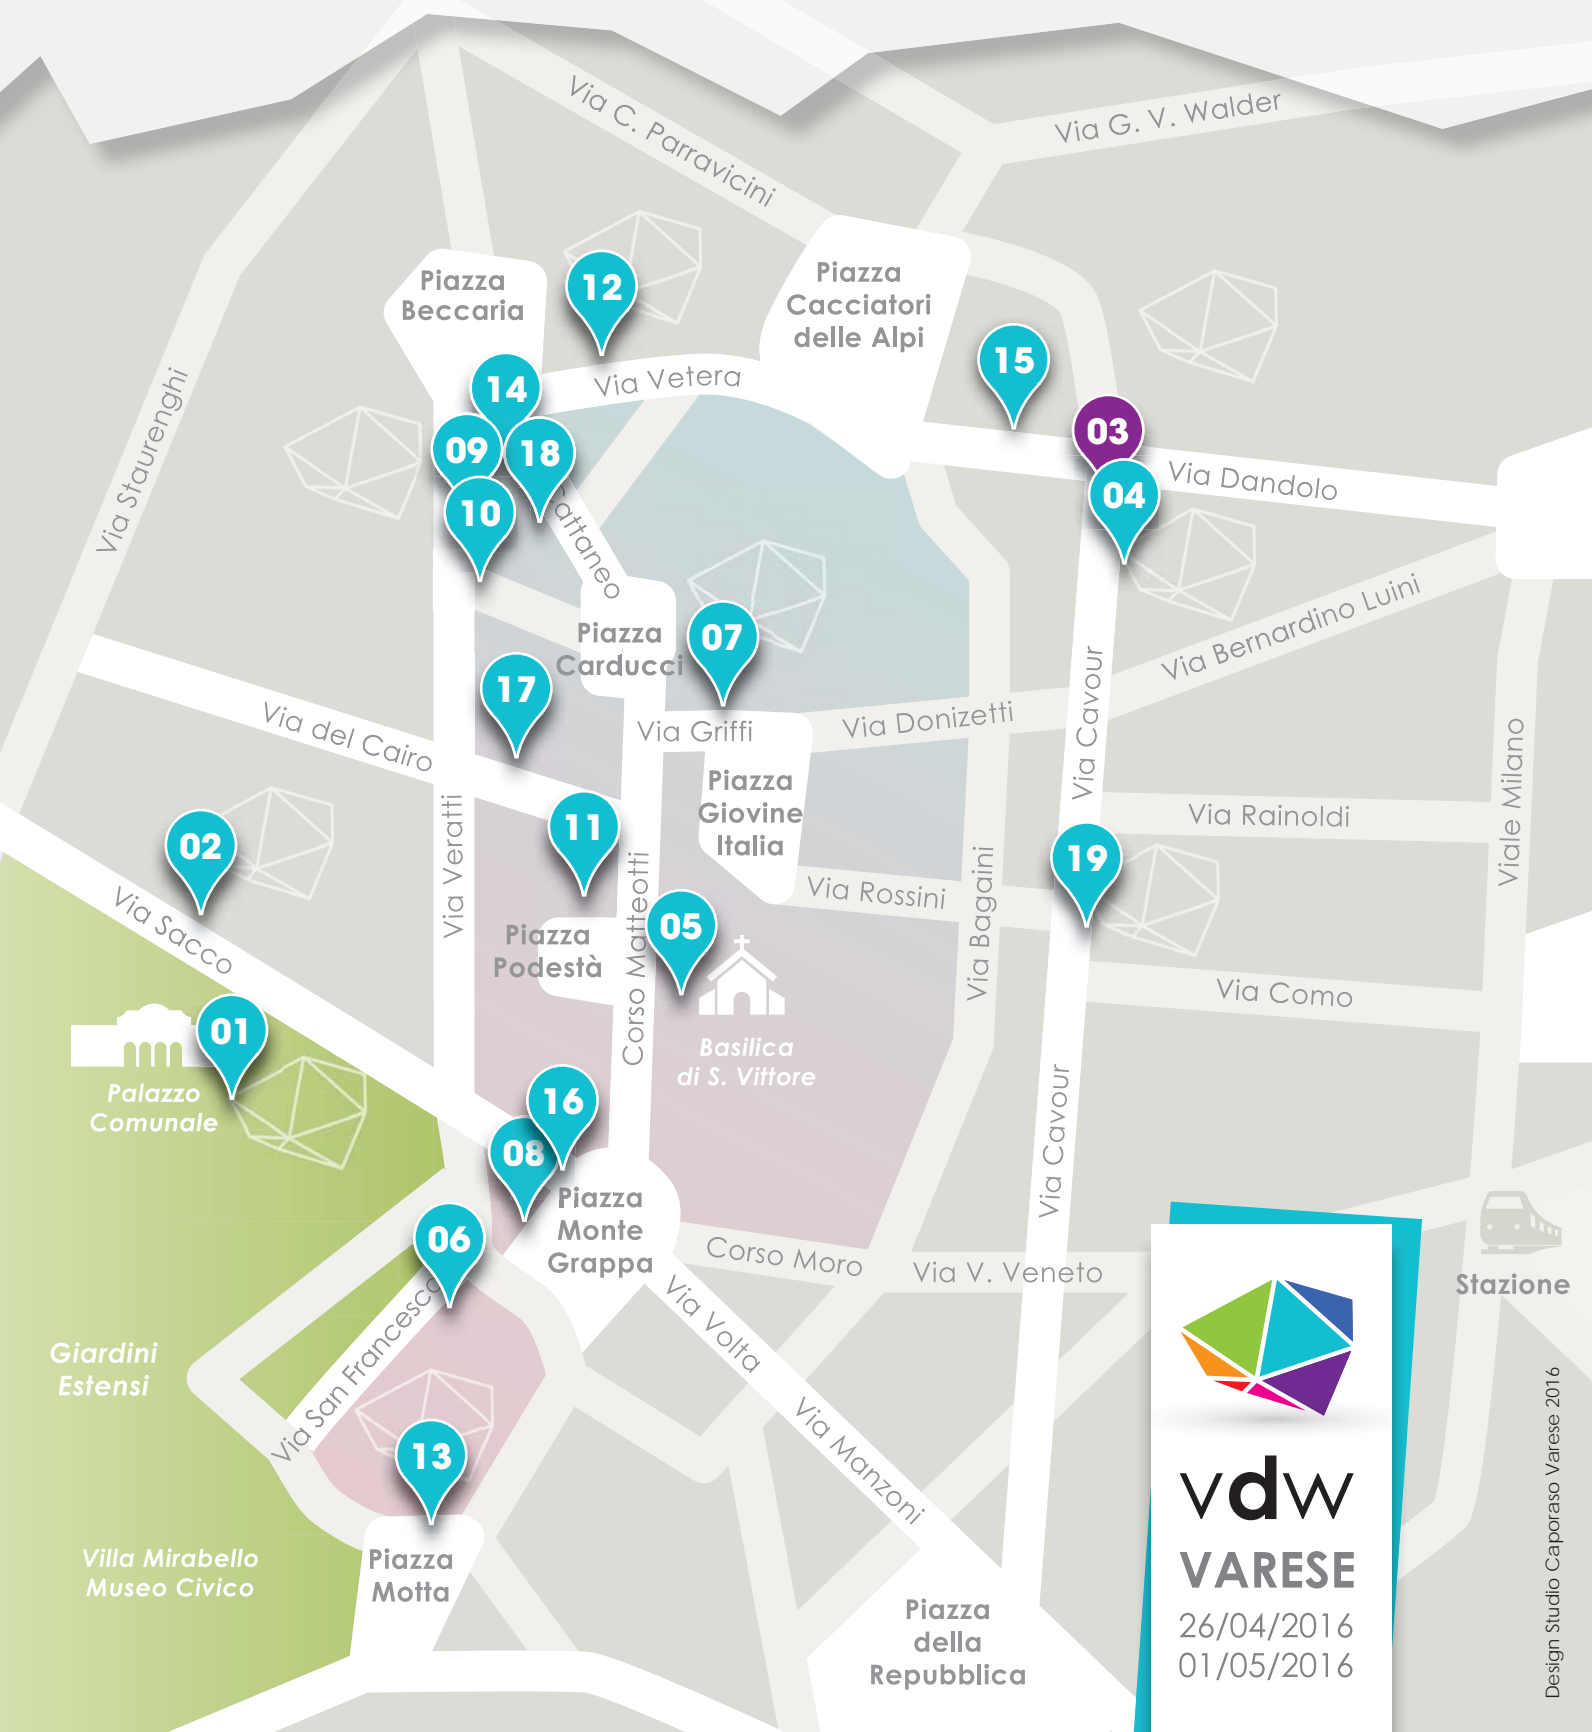 Via C. Parravicini
Via G. V. Walder
Piazza
Beccaria
12
Piazza
Cacciatori
delle Alpi
15
14
Via Vetera
03
09
18
Via Dandolo
04
10
Cattaneo
Via Staurenghi
Via Bernardino Luini
Piazza
Carducci
07
17
Via Cavour
Via Griffi
Via Donizetti
Via del Cairo
Piazza
Giovine
Italia
Viale Milano
Via Rainoldi
11
02
Via Veratti
19
Corso Matteotti
Via Rossini
Via Bagaini
05
Via Sacco
Piazza
Podestà
Via Como
01
Basilica
di S. Vittore
Palazzo
Comunale
16
08
Via Cavour
Piazza
Monte
Grappa
06
Corso Moro
Via V. Veneto
Stazione
Via San Francesco
Via Volta
Giardini
Estensi
13
Via Manzoni
Villa Mirabello
Museo Civico
Piazza
Motta
Piazza
della
Repubblica
vdw
VARESE
26/04/2016
01/05/2016
Design Studio Caporaso Varese 2016